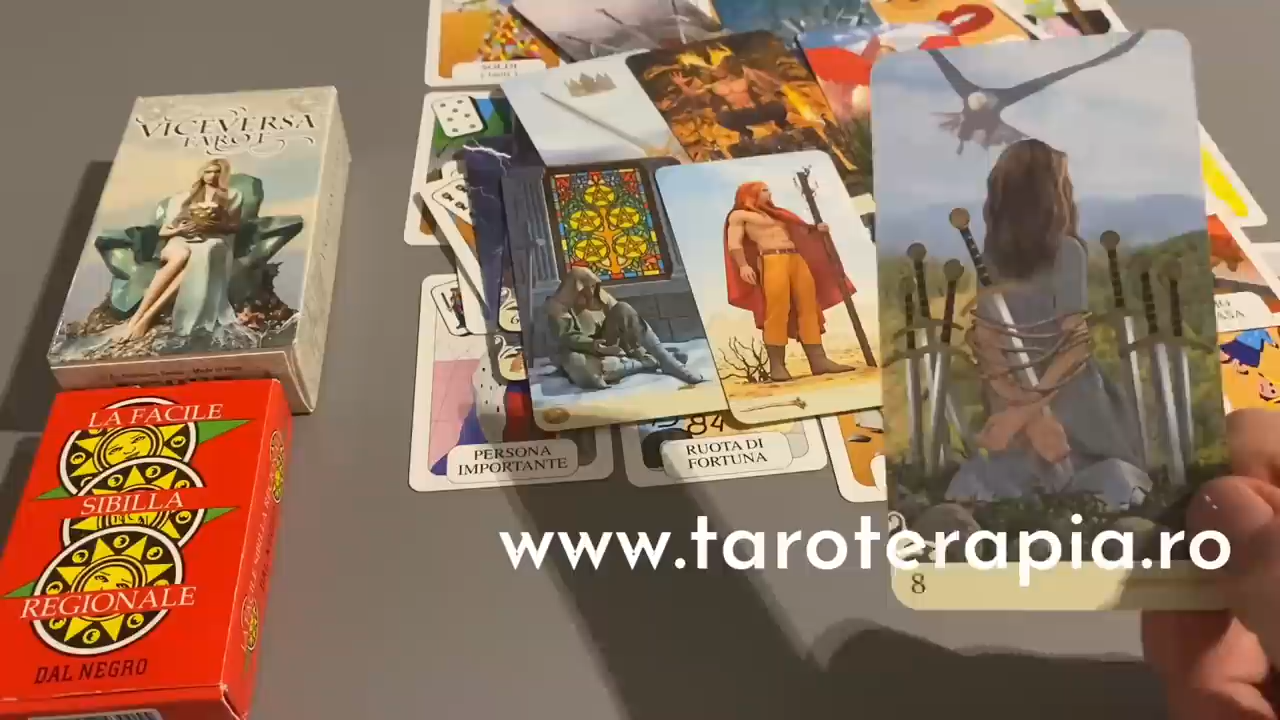 VICEVERSA
TAROT
LA FACILE
SIBILLA
REGIONALE
DAL NEGRO
SOLDI
PERSONA
IMPORTANTE
84
RUOTA DI
FORTUNA
8
www.taroterapia.ro